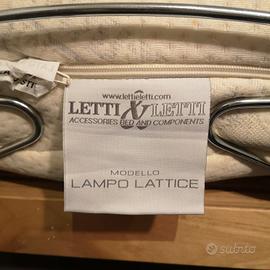 www.lettieletti.com
LETTI & LETTI
ACCESSORIES BED AND COMPONENTS
MODELLO
LAMPO LATTICE
subito